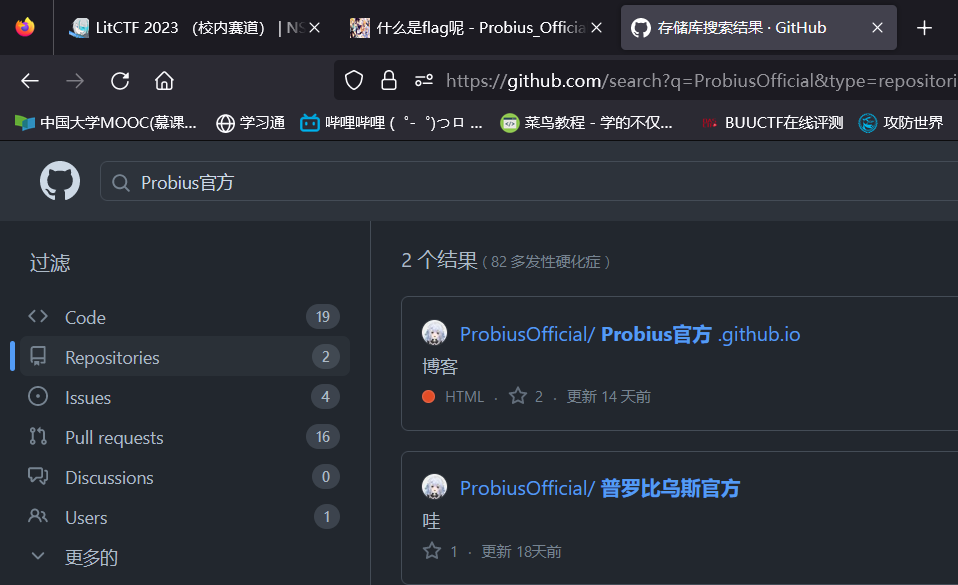 LitCTF 2023 （校内赛道） | NS
什么是flag呢 - Probius_Officia
存储库搜索结果 · GitHub
https://github.com/search?q=ProbiusOfficial&type=repositori
中国大学MOOC(慕课...
学习通
哔哩哔哩 ( ゜- ゜)つロ ...
菜鸟教程 - 学的不仅...
BUUCTF在线评测
攻防世界
Probius官方
过滤
Code 19
Repositories 2
Issues 4
Pull requests 16
Discussions 0
Users 1
更多的
2 个结果 ( 82 多发性硬化症 )
ProbiusOfficial/ Probius官方 .github.io
博客
HTML · 2 · 更新 14 天前
ProbiusOfficial/ 普罗比乌斯官方
哇
1 · 更新 18天前